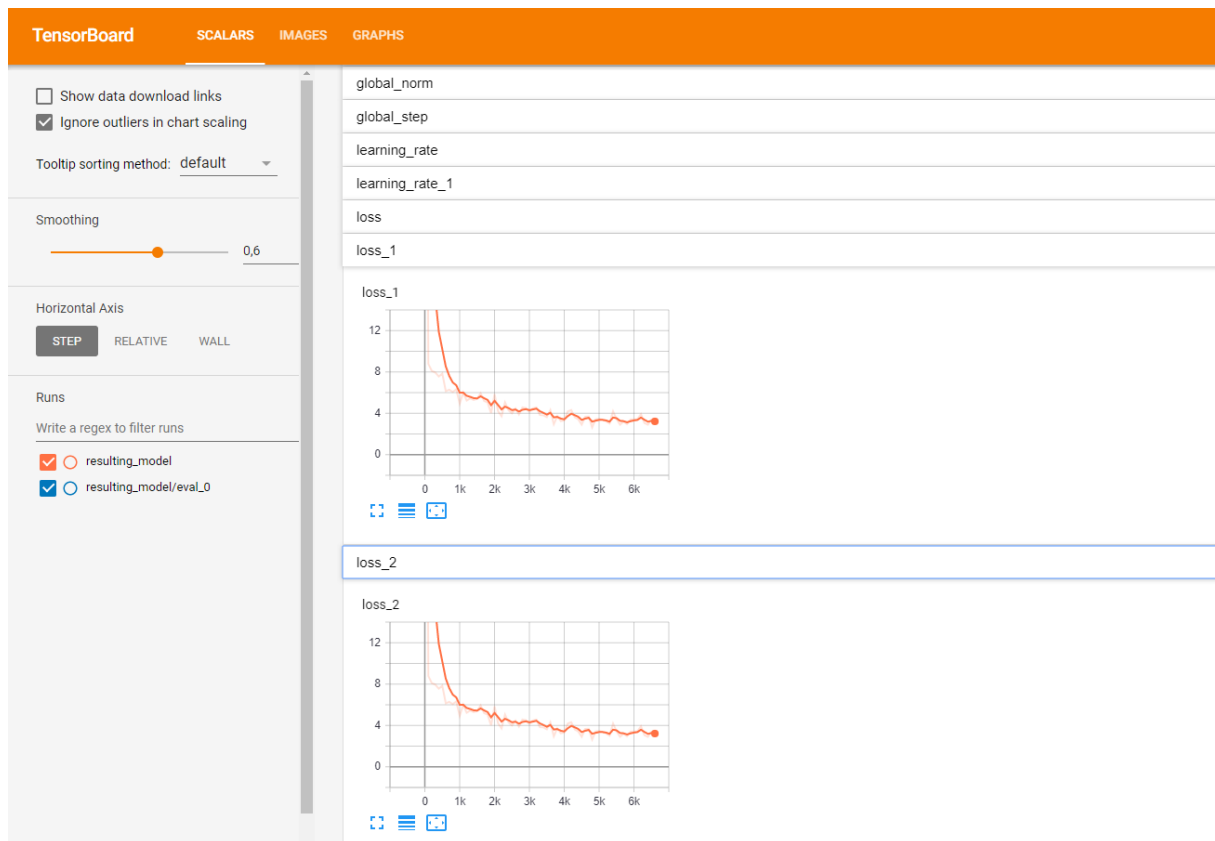 TensorBoard SCALARS IMAGES GRAPHS
Show data download links
Ignore outliers in chart scaling
Tooltip sorting method: default
Smoothing
0,6
Horizontal Axis
STEP RELATIVE WALL
Runs
Write a regex to filter runs
resulting_model
resulting_model/eval_0
global_norm
global_step
learning_rate
learning_rate_1
loss
loss_1
loss_1
12
8
4
0
0 1k 2k 3k 4k 5k 6k
loss_2
loss_2
12
8
4
0
0 1k 2k 3k 4k 5k 6k